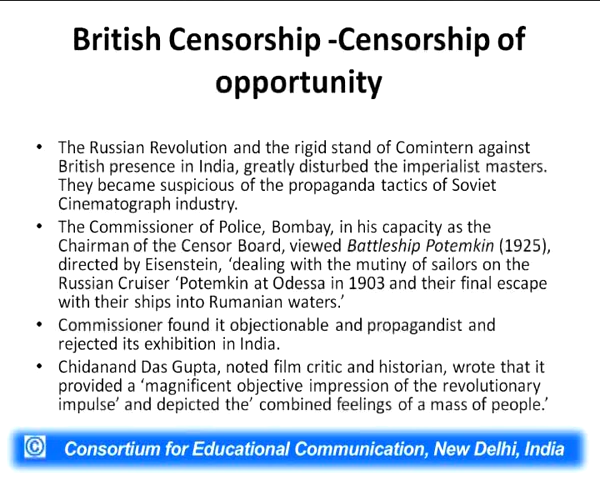 British Censorship -Censorship of
opportunity
• The Russian Revolution and the rigid stand of Comintern against
British presence in India, greatly disturbed the imperialist masters.
They became suspicious of the propaganda tactics of Soviet
Cinematograph industry.
• The Commissioner of Police, Bombay, in his capacity as the
Chairman of the Censor Board, viewed Battleship Potemkin (1925),
directed by Eisenstein, ‘dealing with the mutiny of sailors on the
Russian Cruiser ‘Potemkin at Odessa in 1903 and their final escape
with their ships into Rumanian waters.’
• Commissioner found it objectionable and propagandist and
rejected its exhibition in India.
• Chidanand Das Gupta, noted film critic and historian, wrote that it
provided a ‘magnificent objective impression of the revolutionary
impulse’ and depicted the’ combined feelings of a mass of people.’
© Consortium for Educational Communication, New Delhi, India